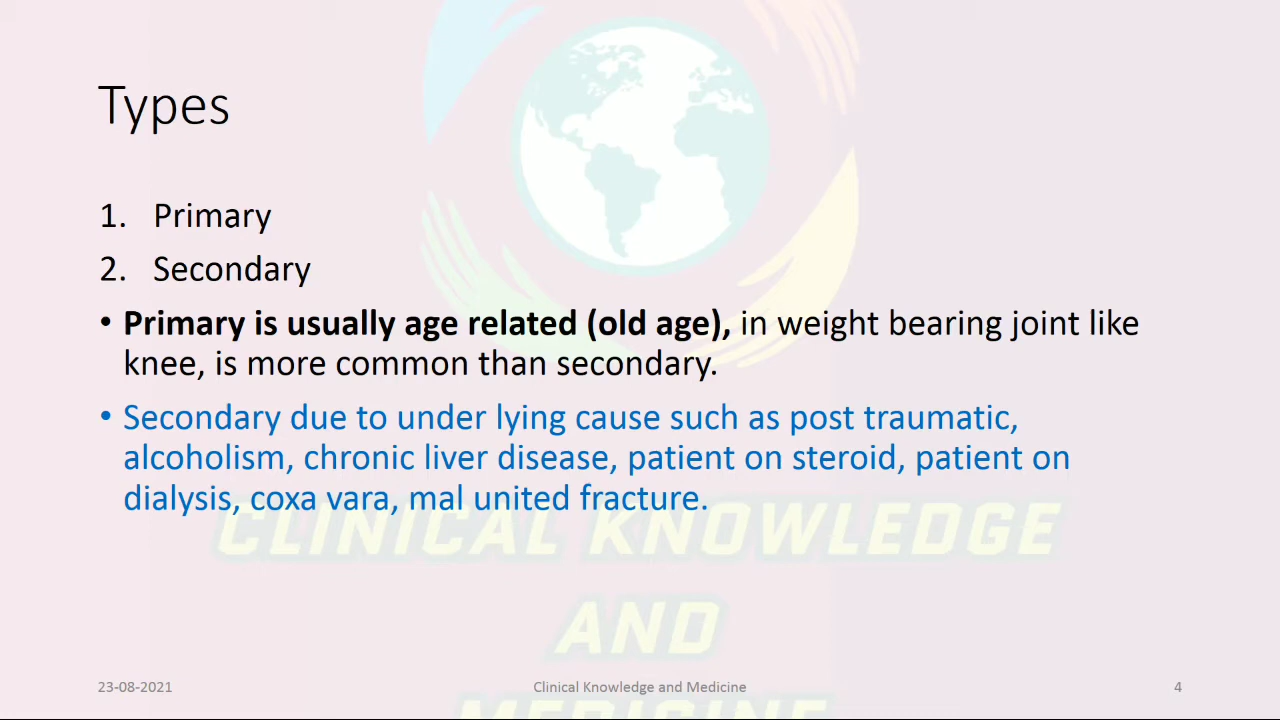 Types
1. Primary
2. Secondary
• Primary is usually age related (old age), in weight bearing joint like
knee, is more common than secondary.
• Secondary due to under lying cause such as post traumatic,
alcoholism, chronic liver disease, patient on steroid, patient on
dialysis, coxa vara, mal united fracture.
CLINICAL KNOWLEDGE
AND
MEDICINE
23-08-2021 Clinical Knowledge and Medicine 4